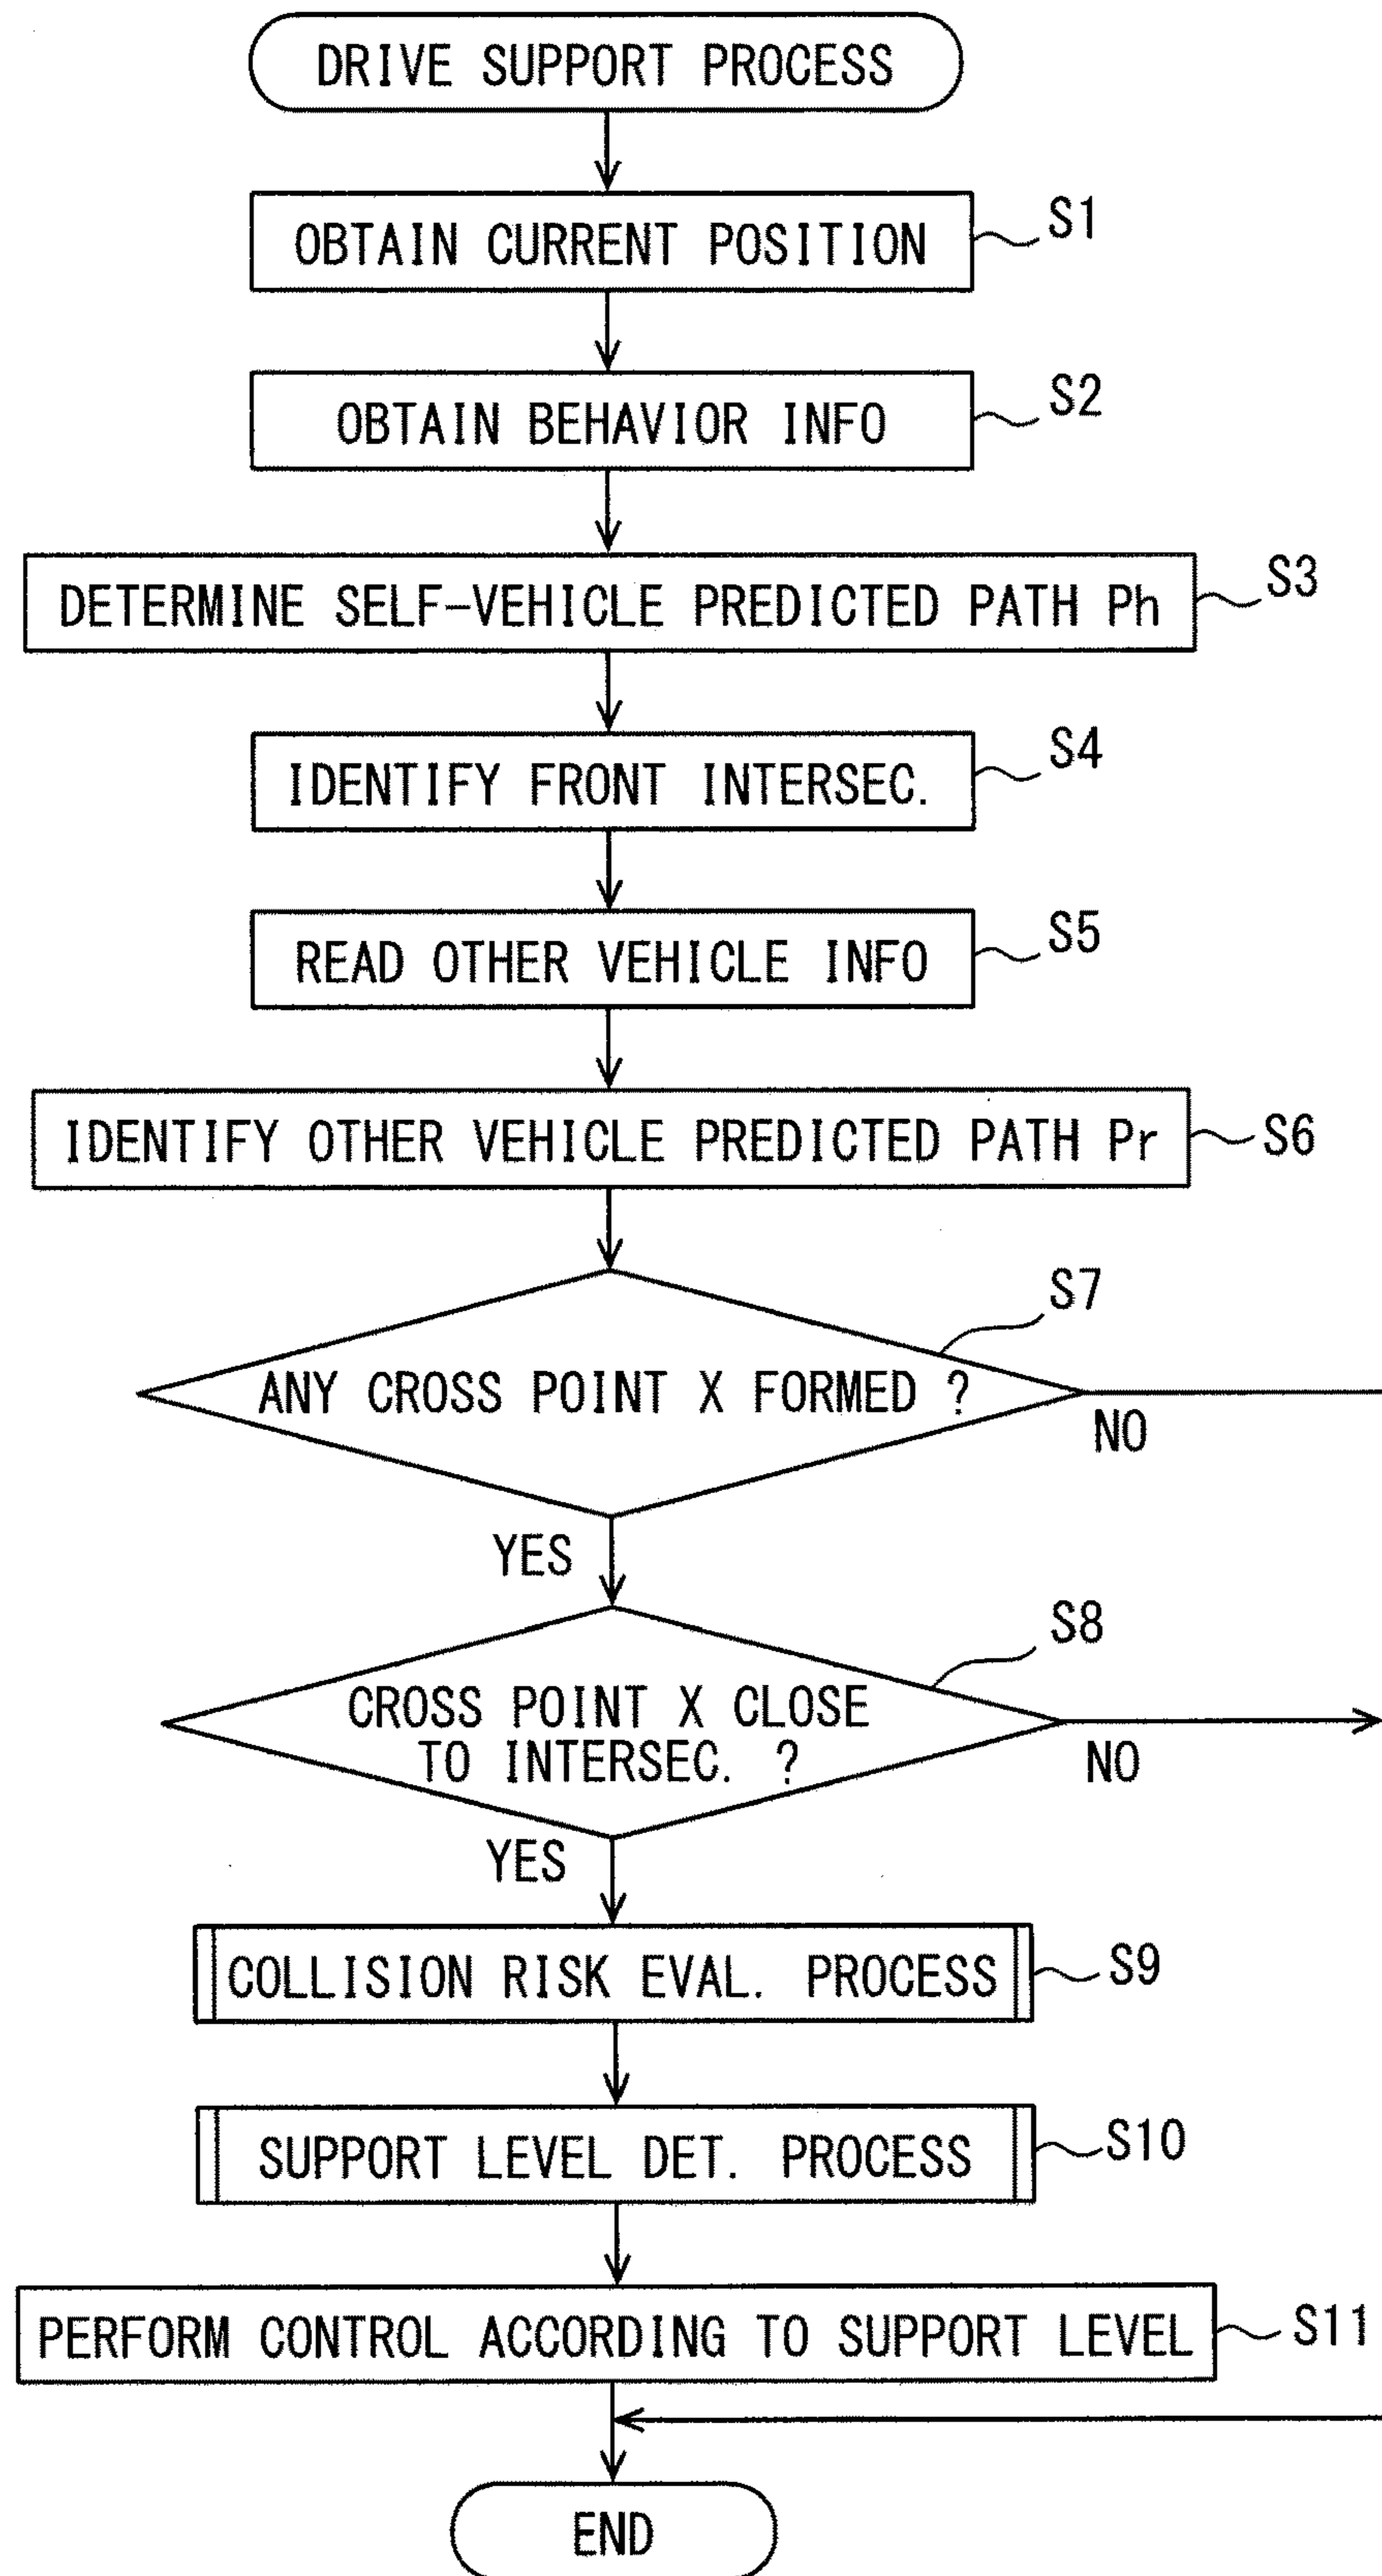 DRIVE SUPPORT PROCESS
OBTAIN CURRENT POSITION
S1
OBTAIN BEHAVIOR INFO
S2
DETERMINE SELF-VEHICLE PREDICTED PATH Ph
S3
IDENTIFY FRONT INTERSEC.
S4
READ OTHER VEHICLE INFO
S5
IDENTIFY OTHER VEHICLE PREDICTED PATH Pr
S6
S7
ANY CROSS POINT X FORMED ?
NO
YES
S8
CROSS POINT X CLOSE
TO INTERSEC. ?
NO
YES
COLLISION RISK EVAL. PROCESS
S9
SUPPORT LEVEL DET. PROCESS
S10
PERFORM CONTROL ACCORDING TO SUPPORT LEVEL
S11
END